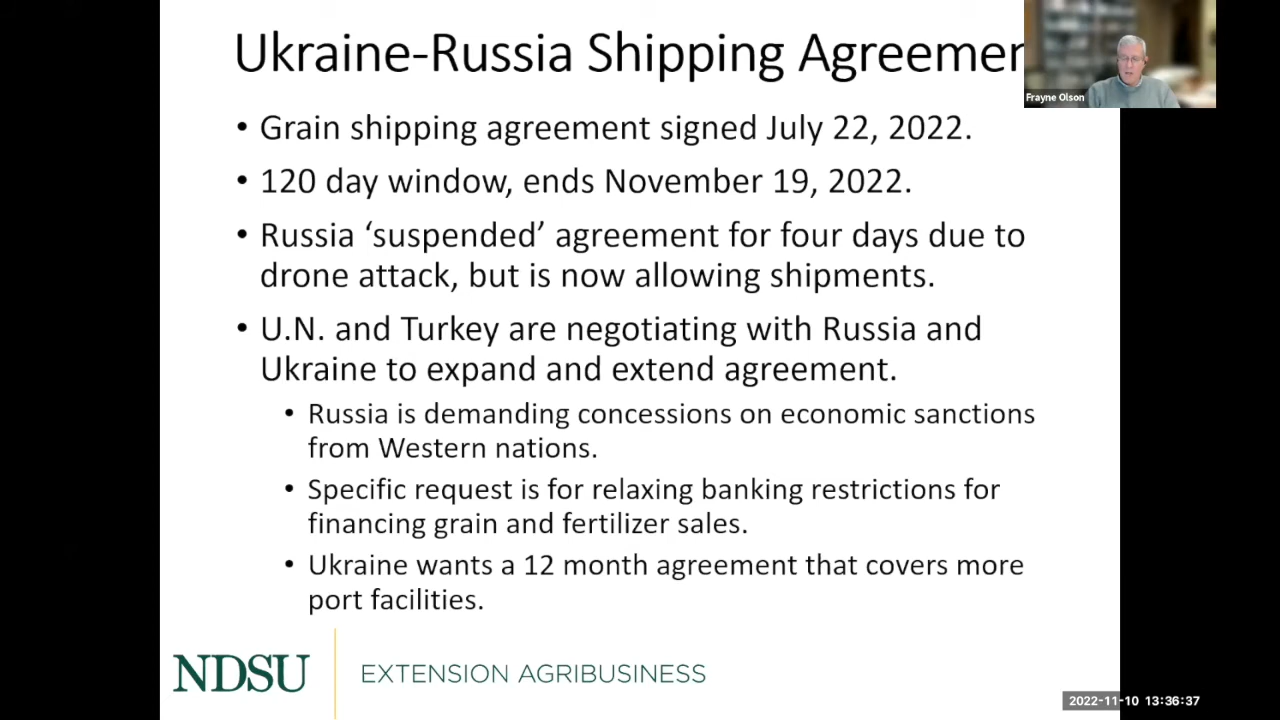 Ukraine-Russia Shipping Agreemen
Frayne Olson
• Grain shipping agreement signed July 22, 2022.
• 120 day window, ends November 19, 2022.
• Russia ‘suspended’ agreement for four days due to
drone attack, but is now allowing shipments.
• U.N. and Turkey are negotiating with Russia and
Ukraine to expand and extend agreement.
• Russia is demanding concessions on economic sanctions
from Western nations.
• Specific request is for relaxing banking restrictions for
financing grain and fertilizer sales.
• Ukraine wants a 12 month agreement that covers more
port facilities.
NDSU EXTENSION AGRIBUSINESS
2022-11-10 13:36:37